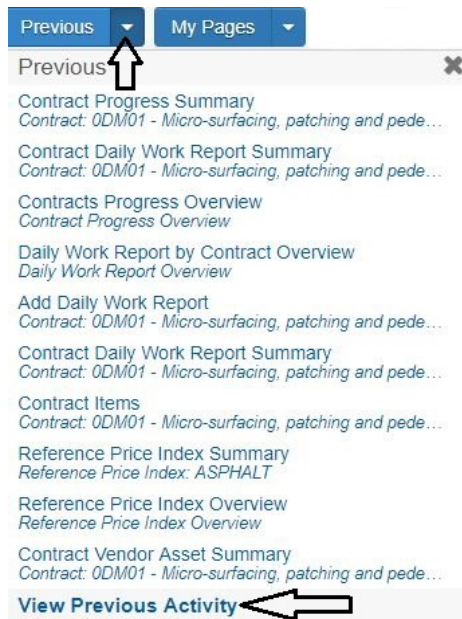 Previous
My Pages
Previous
Contract Progress Summary
Contract: 0DM01 - Micro-surfacing, patching and pede...
Contract Daily Work Report Summary
Contract: 0DM01 - Micro-surfacing, patching and pede...
Contracts Progress Overview
Contract Progress Overview
Daily Work Report by Contract Overview
Daily Work Report Overview
Add Daily Work Report
Contract: 0DM01 - Micro-surfacing, patching and pede...
Contract Daily Work Report Summary
Contract: 0DM01 - Micro-surfacing, patching and pede...
Contract Items
Contract: 0DM01 - Micro-surfacing, patching and pede...
Reference Price Index Summary
Reference Price Index: ASPHALT
Reference Price Index Overview
Reference Price Index Overview
Contract Vendor Asset Summary
Contract: 0DM01 - Micro-surfacing, patching and pede...
View Previous Activity